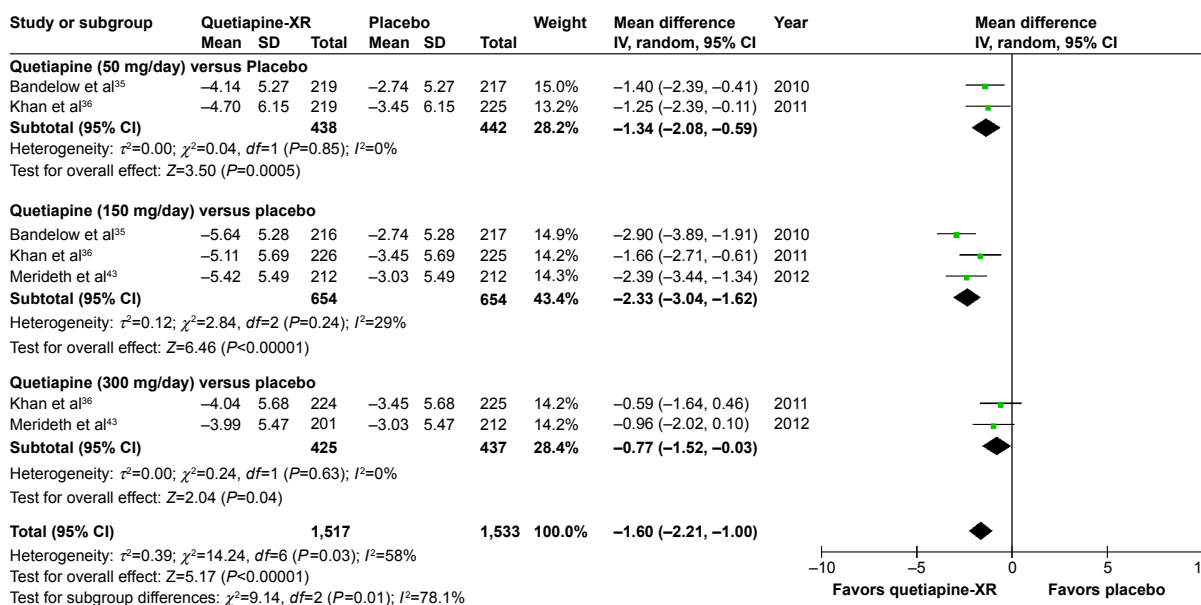 Study or subgroup Quetiapine-XR Placebo Weight Mean difference Year Mean difference
Mean SD Total Mean SD Total IV, random, 95% CI IV, random, 95% CI
Quetiapine (50 mg/day) versus Placebo
Bandelow et al³⁵ –4.14 5.27 219 –2.74 5.27 217 15.0% –1.40 (–2.39, –0.41) 2010
Khan et al³⁶ –4.70 6.15 219 –3.45 6.15 225 13.2% –1.25 (–2.39, –0.11) 2011
Subtotal (95% CI) 438 442 28.2% –1.34 (–2.08, –0.59)
Heterogeneity: τ²=0.00; χ²=0.04, df=1 (P=0.85); I²=0%
Test for overall effect: Z=3.50 (P=0.0005)
Quetiapine (150 mg/day) versus placebo
Bandelow et al³⁵ –5.64 5.28 216 –2.74 5.28 217 14.9% –2.90 (–3.89, –1.91) 2010
Khan et al³⁶ –5.11 5.69 226 –3.45 5.69 225 14.2% –1.66 (–2.71, –0.61) 2011
Merideth et al⁴³ –5.42 5.49 212 –3.03 5.49 212 14.3% –2.39 (–3.44, –1.34) 2012
Subtotal (95% CI) 654 654 43.4% –2.33 (–3.04, –1.62)
Heterogeneity: τ²=0.12; χ²=2.84, df=2 (P=0.24); I²=29%
Test for overall effect: Z=6.46 (P<0.00001)
Quetiapine (300 mg/day) versus placebo
Khan et al³⁶ –4.04 5.68 224 –3.45 5.68 225 14.2% –0.59 (–1.64, 0.46) 2011
Merideth et al⁴³ –3.99 5.47 201 –3.03 5.47 212 14.2% –0.96 (–2.02, 0.10) 2012
Subtotal (95% CI) 425 437 28.4% –0.77 (–1.52, –0.03)
Heterogeneity: τ²=0.00; χ²=0.24, df=1 (P=0.63); I²=0%
Test for overall effect: Z=2.04 (P=0.04)
Total (95% CI) 1,517 1,533 100.0% –1.60 (–2.21, –1.00)
Heterogeneity: τ²=0.39; χ²=14.24, df=6 (P=0.03); I²=58%
Test for overall effect: Z=5.17 (P<0.00001)
Test for subgroup differences: χ²=9.14, df=2 (P=0.01); I²=78.1%
–10 –5 0 5
Favors quetiapine-XR Favors placebo